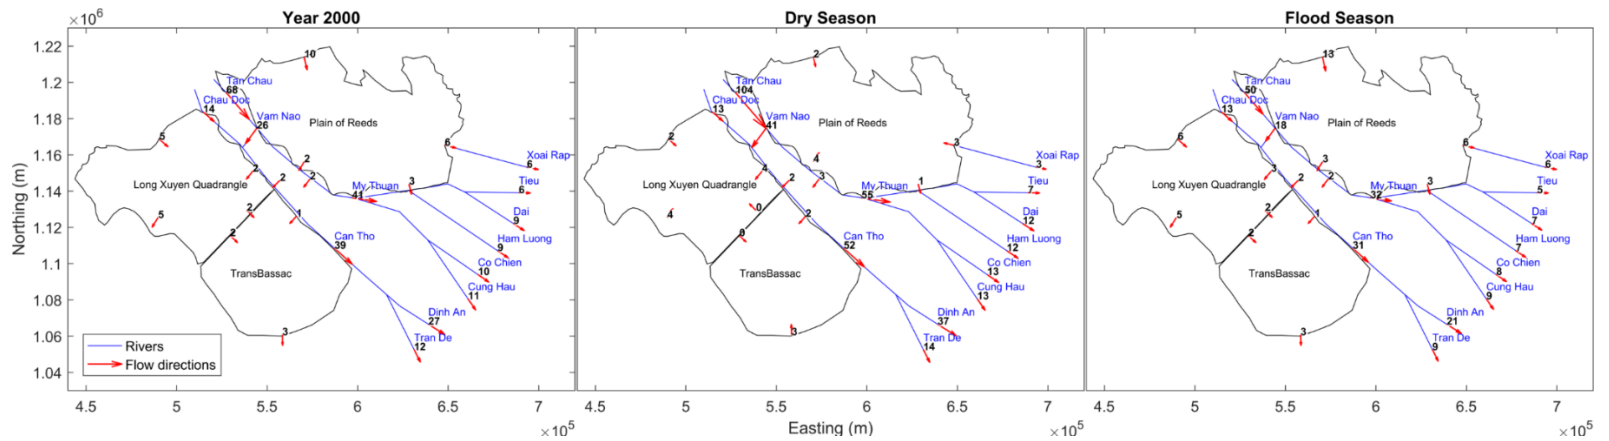 Year 2000
Dry Season
Flood Season
×10⁶
1.22
1.2
1.18
1.16
1.14
1.12
1.1
1.08
1.06
1.04
Northing (m)
10
Tan Chau
68
Chau Doc
14
Vam Nao
26
Plain of Reeds
5
6
Xoai Rap
6
2
2
2
2
Long Xuyen Quadrangle
My Thuan
41
3
Tieu
6
5
2
1
Dai
9
2
Can Tho
39
Ham Luong
9
TransBassac
Co Chien
10
Cung Hau
11
Dinh An
27
3
Tran De
12
Rivers
Flow directions
4.5
5
5.5
6
6.5
7
×10⁵
2
Tan Chau
104
Chau Doc
13
Vam Nao
41
Plain of Reeds
2
3
Xoai Rap
3
4
4
3
2
Long Xuyen Quadrangle
My Thuan
55
1
Tieu
7
4
0
2
Dai
12
0
Can Tho
52
Ham Luong
12
TransBassac
Co Chien
13
Cung Hau
13
Dinh An
37
3
Tran De
14
4.5
5
5.5
6
6.5
7
×10⁵
Easting (m)
13
Tan Chau
50
Chau Doc
13
Vam Nao
18
Plain of Reeds
6
6
Xoai Rap
6
3
2
2
Long Xuyen Quadrangle
My Thuan
32
3
Tieu
5
5
2
1
Dai
7
2
Can Tho
31
Ham Luong
7
TransBassac
Co Chien
8
Cung Hau
9
Dinh An
21
3
Tran De
9
4.5
5
5.5
6
6.5
7
×10⁵